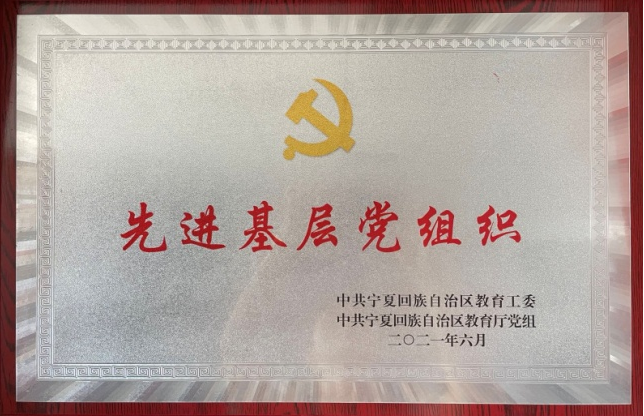 先进基层党组织
中共宁夏回族自治区教育工委
中共宁夏回族自治区教育厅党组
二〇二一年六月